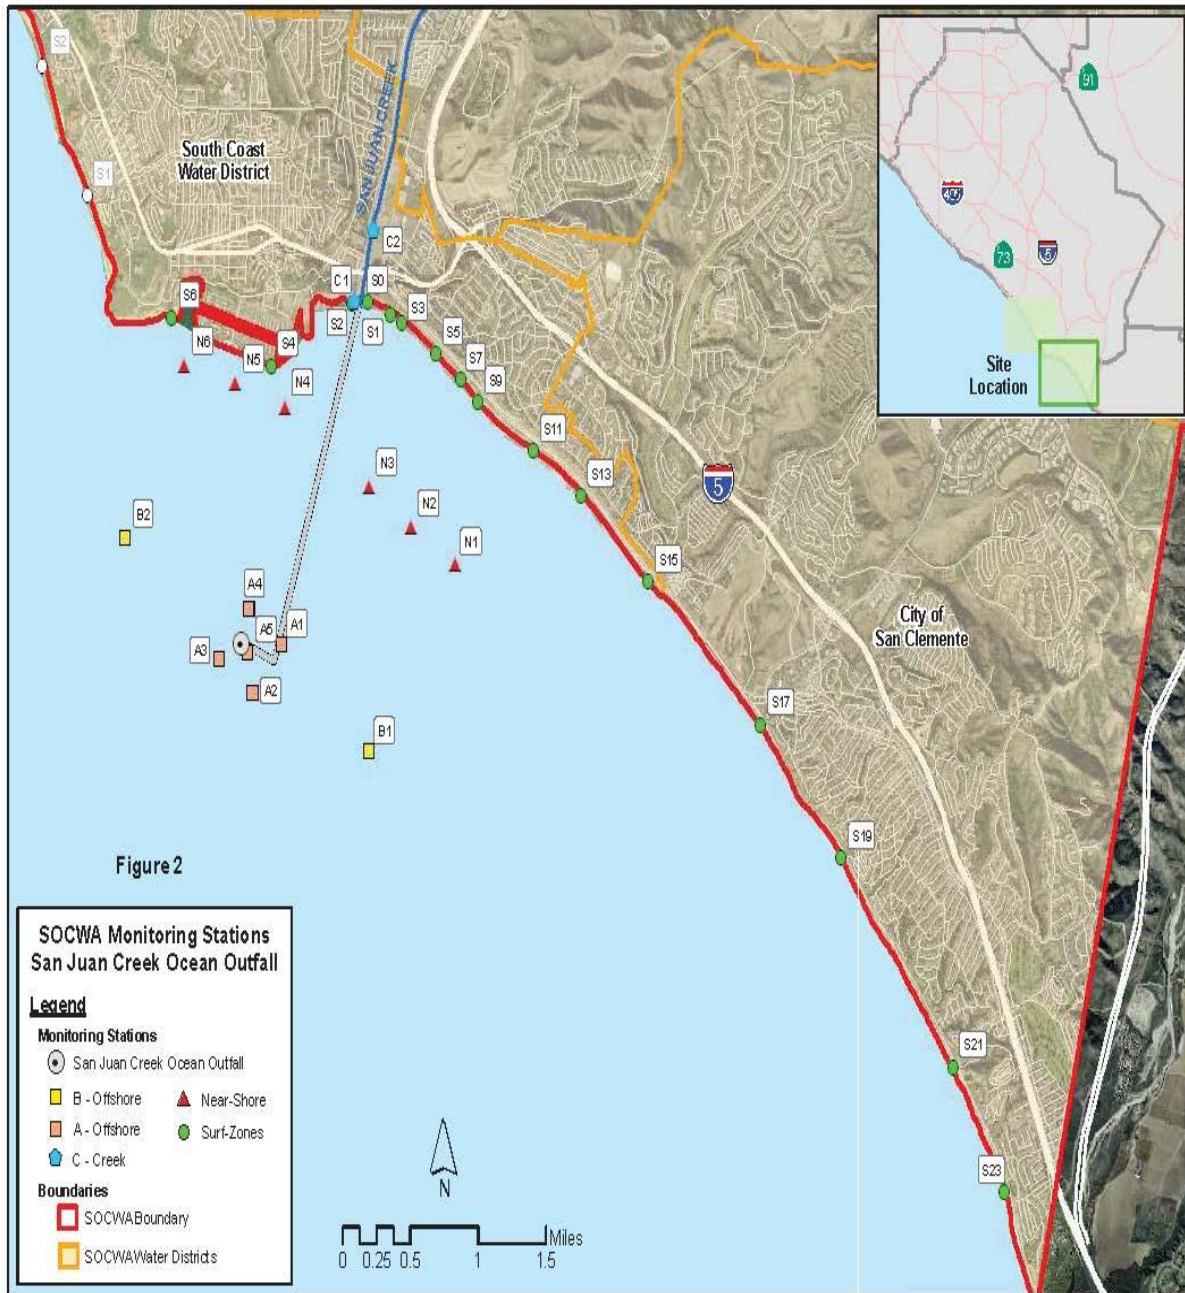 S2
S1
South Coast
Water District
SAN JUAN CREEK
C2
C1
S0
S6
S2
S1
S3
N6
S4
S5
N5
S7
N4
S9
S11
N3
S13
N2
B2
N1
S15
5
A4
A5
A1
A3
A2
City of
San Clemente
B1
S17
S19
S21
S23
91
405
73
5
Site
Location
Figure 2
SOCWA Monitoring Stations
San Juan Creek Ocean Outfall
Legend
Monitoring Stations
San Juan Creek Ocean Outfall
B - Offshore
Near-Shore
A - Offshore
Surf-Zones
C - Creek
Boundaries
SOCWA Boundary
SOCWA Water Districts
N
0 0.25 0.5 1 1.5 Miles